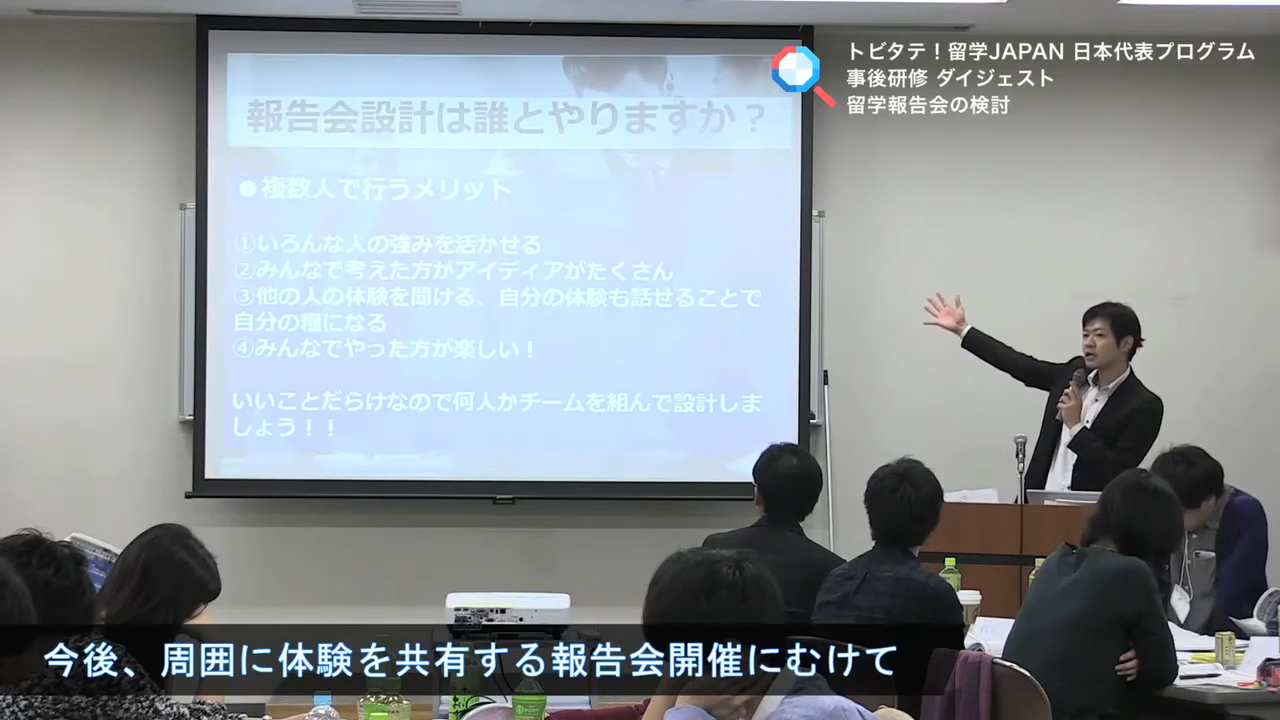 トビタテ！留学JAPAN 日本代表プログラム
事後研修 ダイジェスト
留学報告会の検討
報告会設計は誰とやりますか？
●複数人で行うメリット
①いろんな人の強みを活かせる
②みんなで考えた方がアイディアがたくさん
③他の人の体験を聞ける、自分の体験も話せることで
自分の糧になる
④みんなでやった方が楽しい！
いいことだらけなので何人かチームを組んで設計しま
しょう！！
今後、周囲に体験を共有する報告会開催にむけて